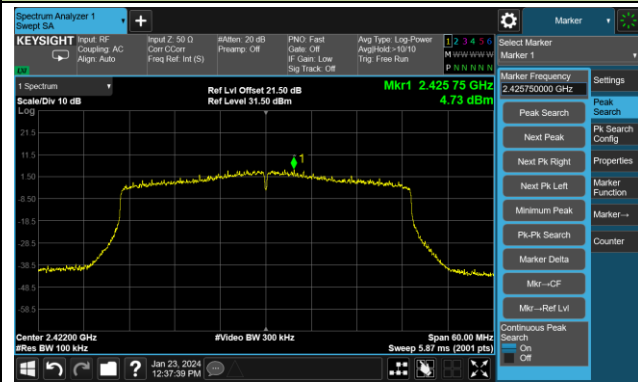 Spectrum Analyzer 1
Swept SA
Marker
KEYSIGHT
Input: RF
Coupling: AC
Align: Auto
Input Z: 50 Ω
Corr CCorr
Freq Ref: Int (S)
#Atten: 20 dB
Preamp: Off
PNO: Fast
Gate: Off
IF Gain: Low
Sig Track: Off
Avg Type: Log-Power
Avg|Hold:>10/10
Trig: Free Run
1 2 3 4 5 6
M W W W W W
P N N N N N
LXI
Select Marker
Marker 1
1 Spectrum
Scale/Div 10 dB
Log
Ref Lvl Offset 21.50 dB
Ref Level 31.50 dBm
Mkr1 2.425 75 GHz
4.73 dBm
21.5
11.5
1.50
-8.50
-18.5
-28.5
-38.5
-48.5
-58.5
1
Center 2.42200 GHz
#Res BW 100 kHz
#Video BW 300 kHz
Span 60.00 MHz
Sweep 5.87 ms (2001 pts)
Marker Frequency
2.425750000 GHz
Peak Search
Next Peak
Next Pk Right
Next Pk Left
Minimum Peak
Pk-Pk Search
Marker Delta
Mkr→CF
Mkr→Ref Lvl
Continuous Peak
Search
On
Off
Settings
Peak
Search
Pk Search
Config
Properties
Marker
Function
Marker→
Counter
Jan 23, 2024
12:37:39 PM